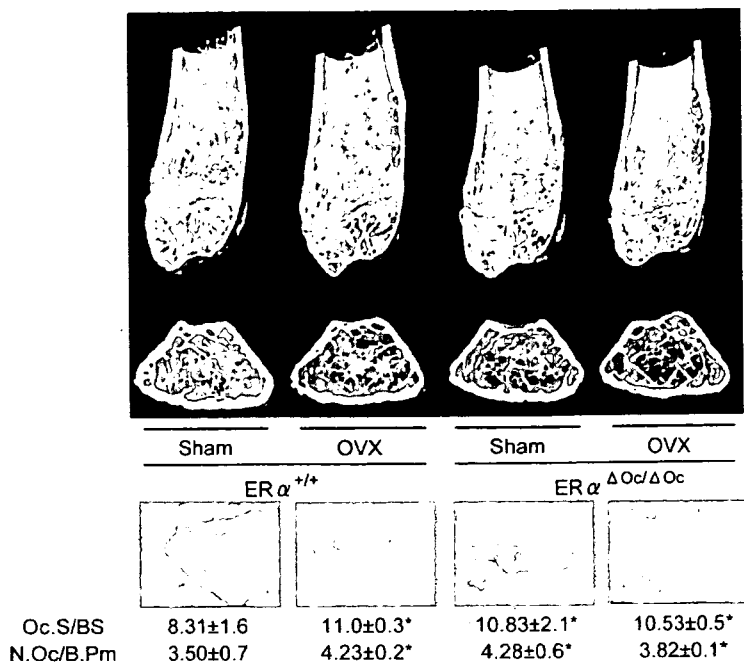 Sham OVX Sham OVX
ERα+/+ ERαΔOc/ΔOc
Oc.S/BS 8.31±1.6 11.0±0.3* 10.83±2.1* 10.53±0.5*
N.Oc/B.Pm 3.50±0.7 4.23±0.2* 4.28±0.6* 3.82±0.1*